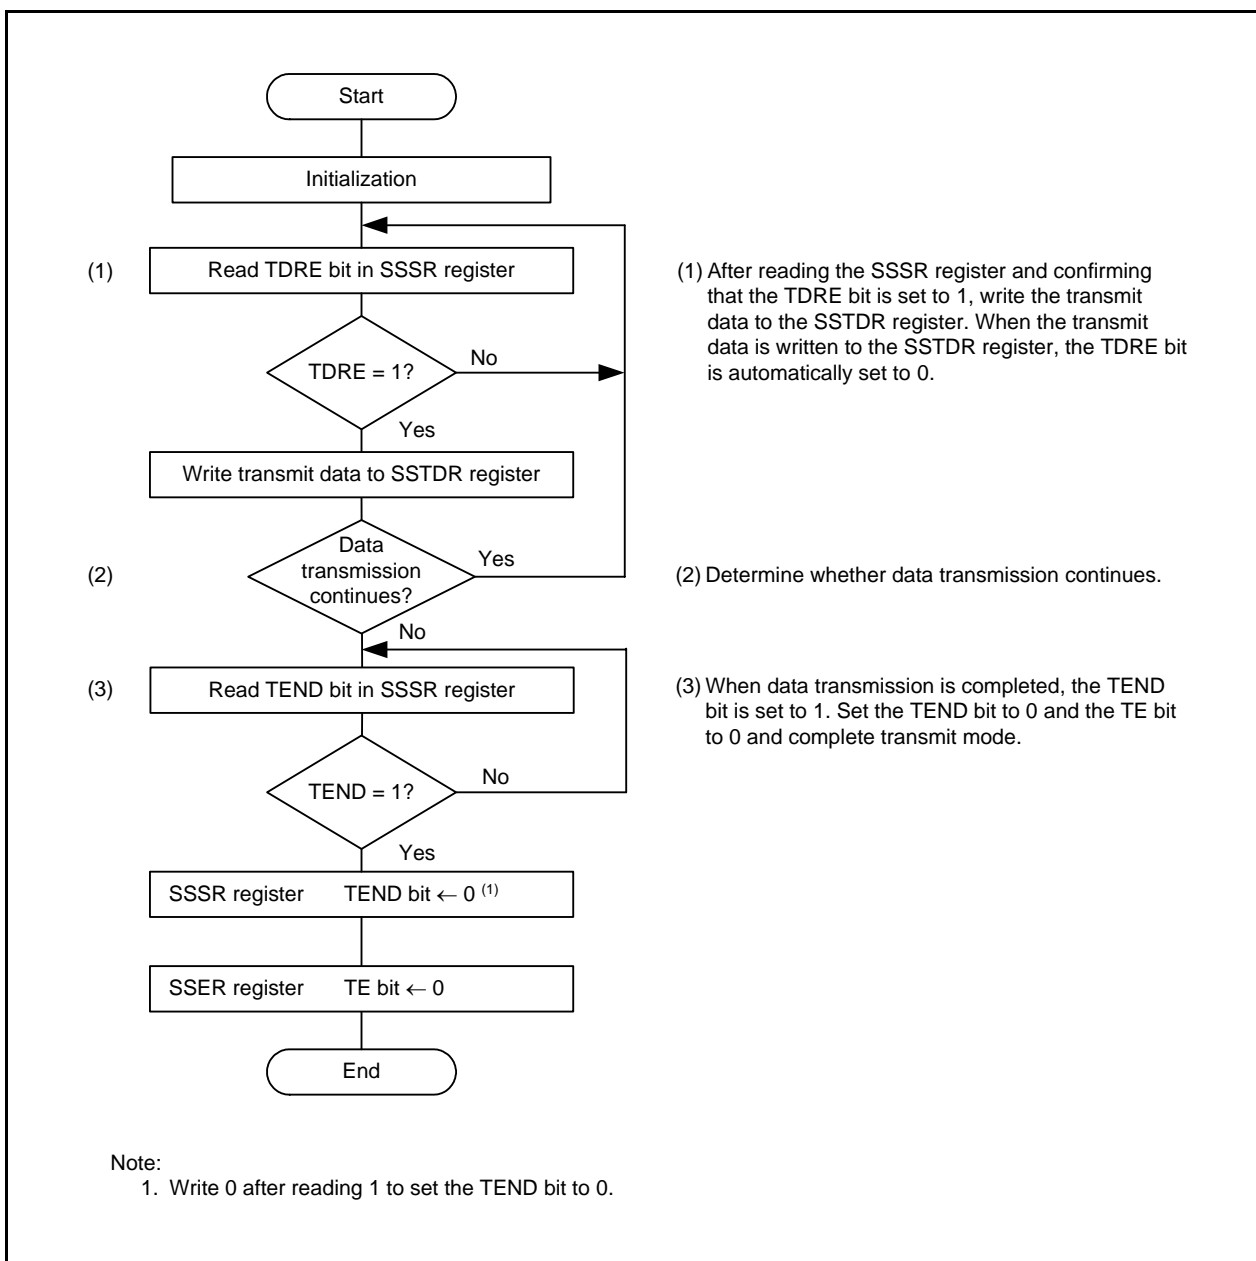 Start
Initialization
(1)
Read TDRE bit in SSSR register
(1) After reading the SSSR register and confirming
that the TDRE bit is set to 1, write the transmit
data to the SSTDR register. When the transmit
data is written to the SSTDR register, the TDRE bit
is automatically set to 0.
TDRE = 1?
No
Yes
Write transmit data to SSTDR register
(2)
Data
transmission
continues?
Yes
(2) Determine whether data transmission continues.
No
(3)
Read TEND bit in SSSR register
(3) When data transmission is completed, the TEND
bit is set to 1. Set the TEND bit to 0 and the TE bit
to 0 and complete transmit mode.
TEND = 1?
No
Yes
SSSR register TEND bit ← 0 (1)
SSER register TE bit ← 0
End
Note:
1. Write 0 after reading 1 to set the TEND bit to 0.